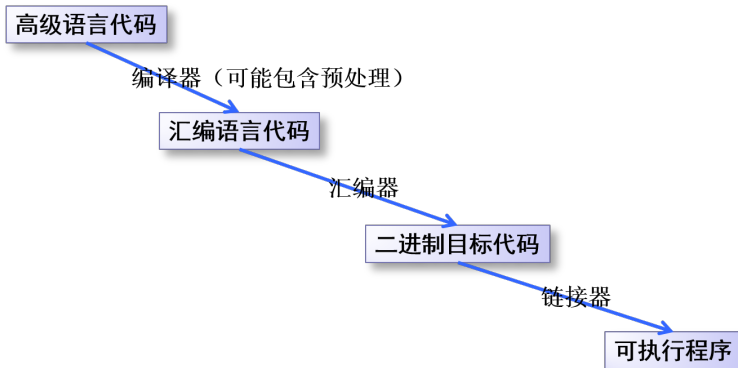 高级语言代码
编译器（可能包含预处理）
汇编语言代码
汇编器
二进制目标代码
链接器
可执行程序